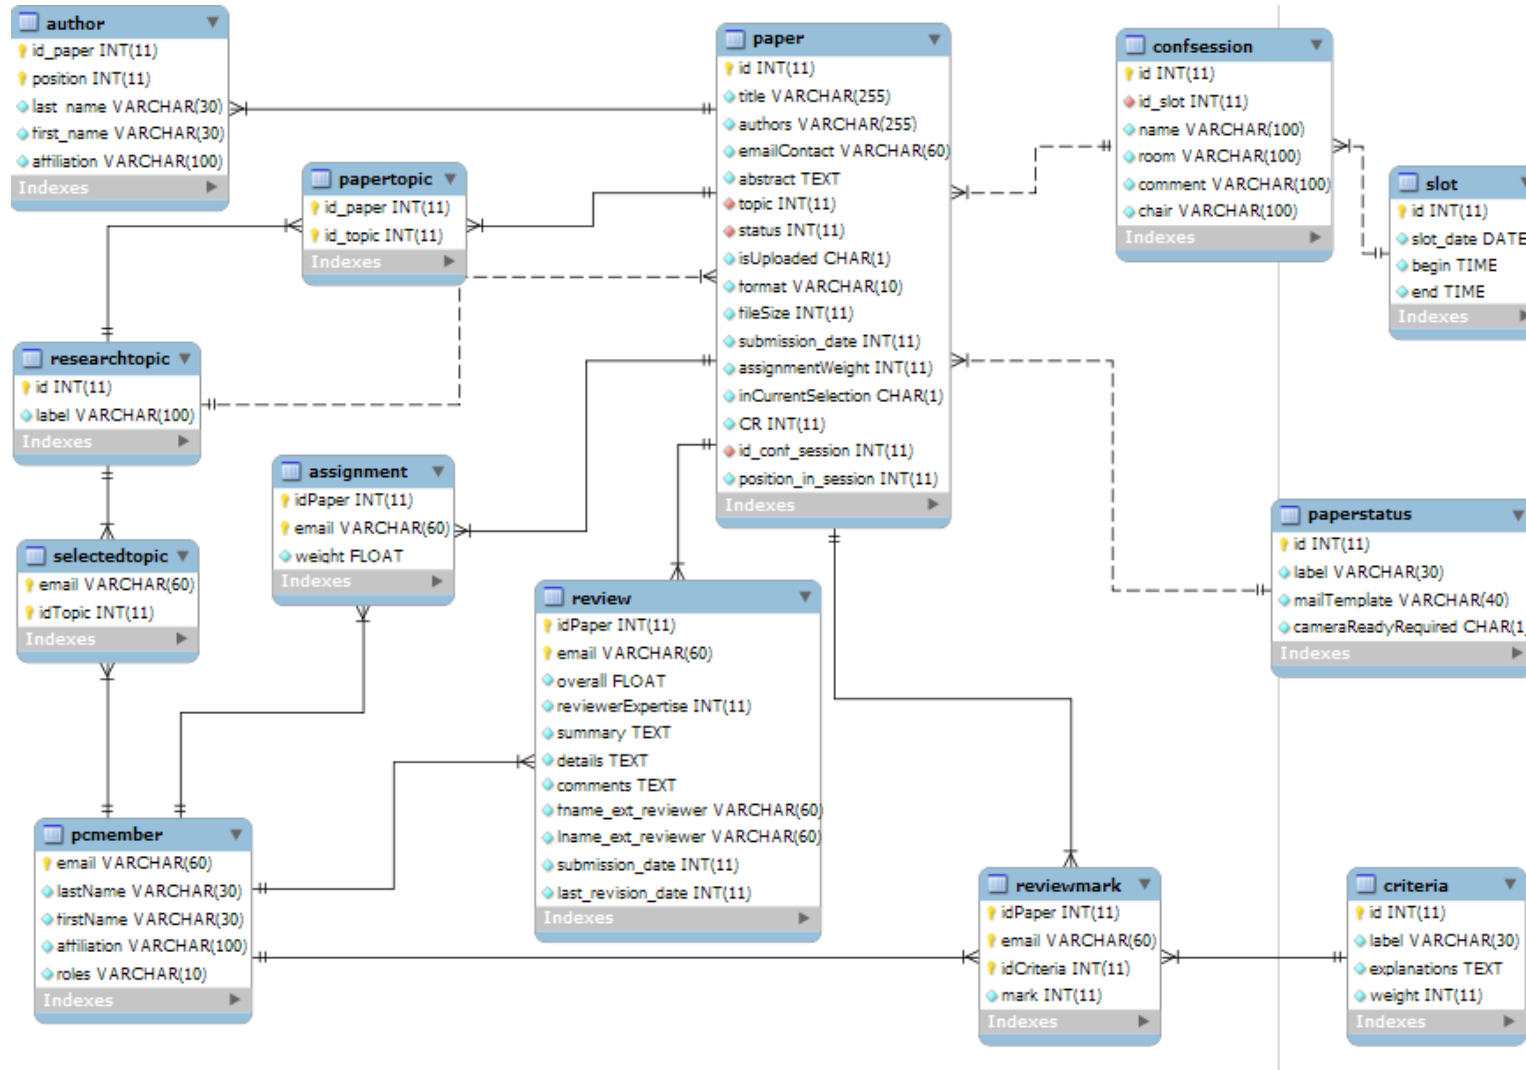 author
id_paper INT(11)
position INT(11)
last_name VARCHAR(30)
first_name VARCHAR(30)
affiliation VARCHAR(100)
Indexes
papertopic
id_paper INT(11)
id_topic INT(11)
Indexes
researchtopic
id INT(11)
label VARCHAR(100)
Indexes
selectedtopic
email VARCHAR(60)
idTopic INT(11)
Indexes
assignment
idPaper INT(11)
email VARCHAR(60)
weight FLOAT
Indexes
pcmember
email VARCHAR(60)
lastName VARCHAR(30)
firstName VARCHAR(30)
affiliation VARCHAR(100)
roles VARCHAR(10)
Indexes
paper
id INT(11)
title VARCHAR(255)
authors VARCHAR(255)
emailContact VARCHAR(60)
abstract TEXT
topic INT(11)
status INT(11)
isUploaded CHAR(1)
format VARCHAR(10)
fileSize INT(11)
submission_date INT(11)
assignmentWeight INT(11)
inCurrentSelection CHAR(1)
CR INT(11)
id_conf_session INT(11)
position_in_session INT(11)
Indexes
review
idPaper INT(11)
email VARCHAR(60)
overall FLOAT
reviewerExpertise INT(11)
summary TEXT
details TEXT
comments TEXT
fname_ext_reviewer VARCHAR(60)
lname_ext_reviewer VARCHAR(60)
submission_date INT(11)
last_revision_date INT(11)
Indexes
confsession
id INT(11)
id_slot INT(11)
name VARCHAR(100)
room VARCHAR(100)
comment VARCHAR(100)
chair VARCHAR(100)
Indexes
slot
id INT(11)
slot_date DATE
begin TIME
end TIME
Indexes
paperstatus
id INT(11)
label VARCHAR(30)
mailTemplate VARCHAR(40)
cameraReadyRequired CHAR(1
Indexes
reviewmark
idPaper INT(11)
email VARCHAR(60)
idCriteria INT(11)
mark INT(11)
Indexes
criteria
id INT(11)
label VARCHAR(30)
explanations TEXT
weight INT(11)
Indexes